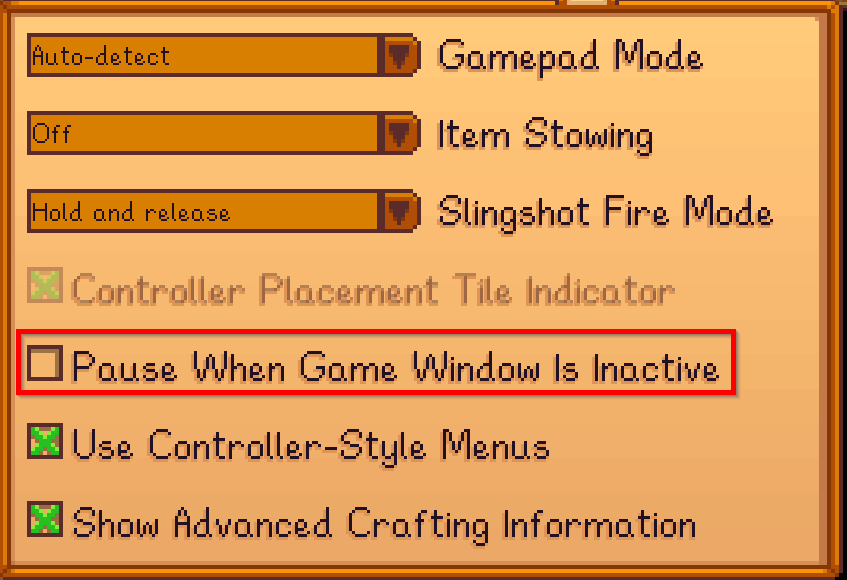 Auto-detect Gamepad Mode
Off Item Stowing
Hold and release Slingshot Fire Mode
Controller Placement Tile Indicator
Pause When Game Window Is Inactive
Use Controller-Style Menus
Show Advanced Crafting Information